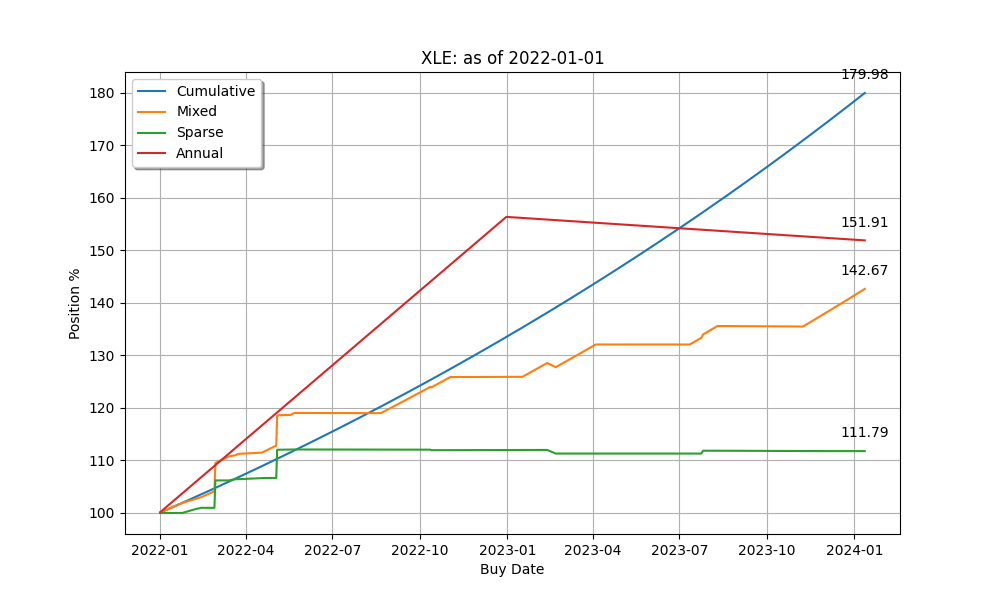 XLE: as of 2022-01-01
Cumulative
Mixed
Sparse
Annual
179.98
151.91
142.67
111.79
180
170
160
150
140
130
120
110
100
Position %
2022-01 2022-04 2022-07 2022-10 2023-01 2023-04 2023-07 2023-10 2024-01
Buy Date